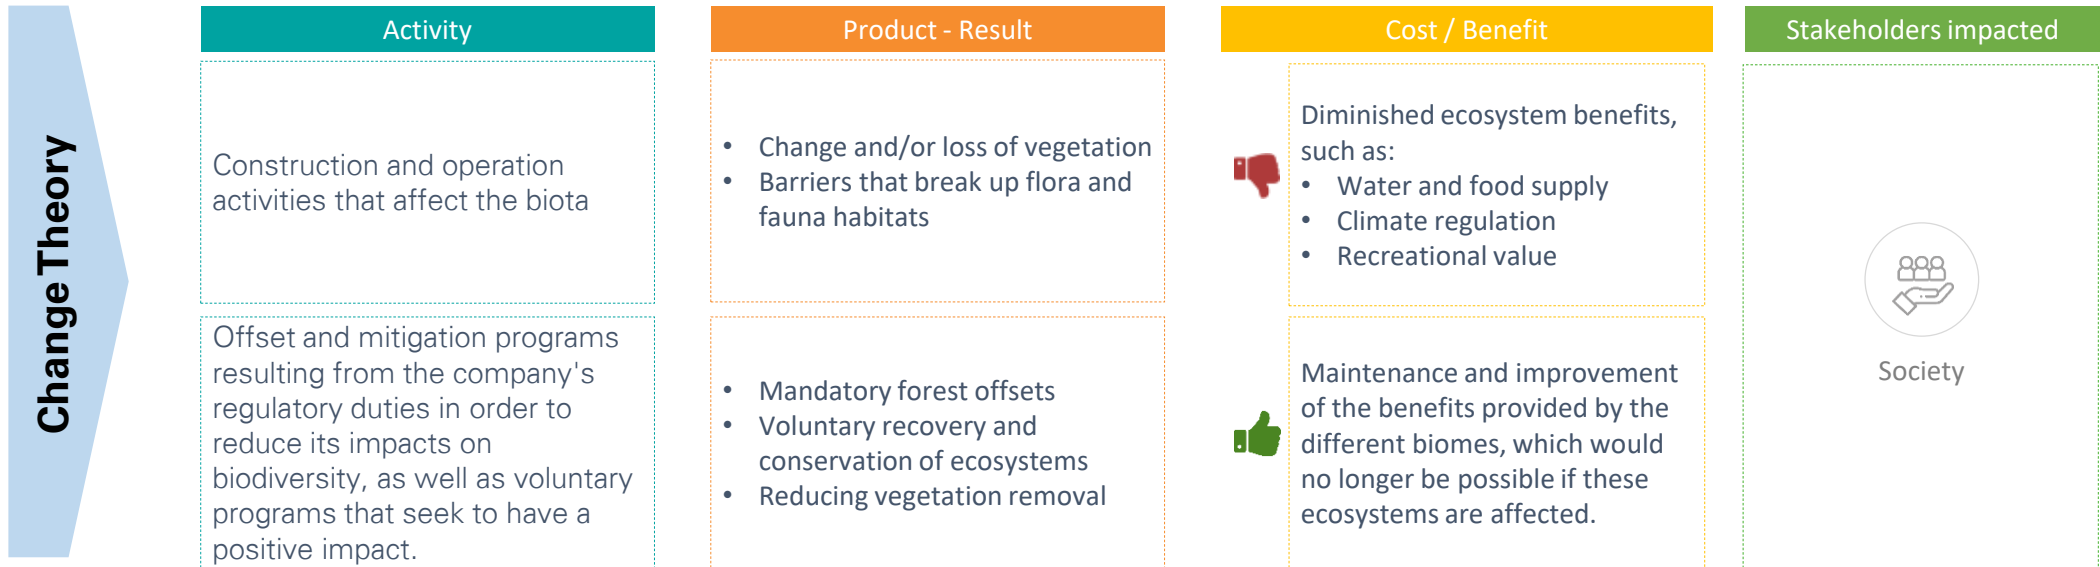 Change Theory
Activity
Product - Result
Cost / Benefit
Stakeholders impacted
Construction and operation
activities that affect the biota
• Change and/or loss of vegetation
• Barriers that break up flora and
fauna habitats
Diminished ecosystem benefits,
such as:
• Water and food supply
• Climate regulation
• Recreational value
Offset and mitigation programs
resulting from the company's
regulatory duties in order to
reduce its impacts on
biodiversity, as well as voluntary
programs that seek to have a
positive impact.
• Mandatory forest offsets
• Voluntary recovery and
conservation of ecosystems
• Reducing vegetation removal
Maintenance and improvement
of the benefits provided by the
different biomes, which would
no longer be possible if these
ecosystems are affected.
Society